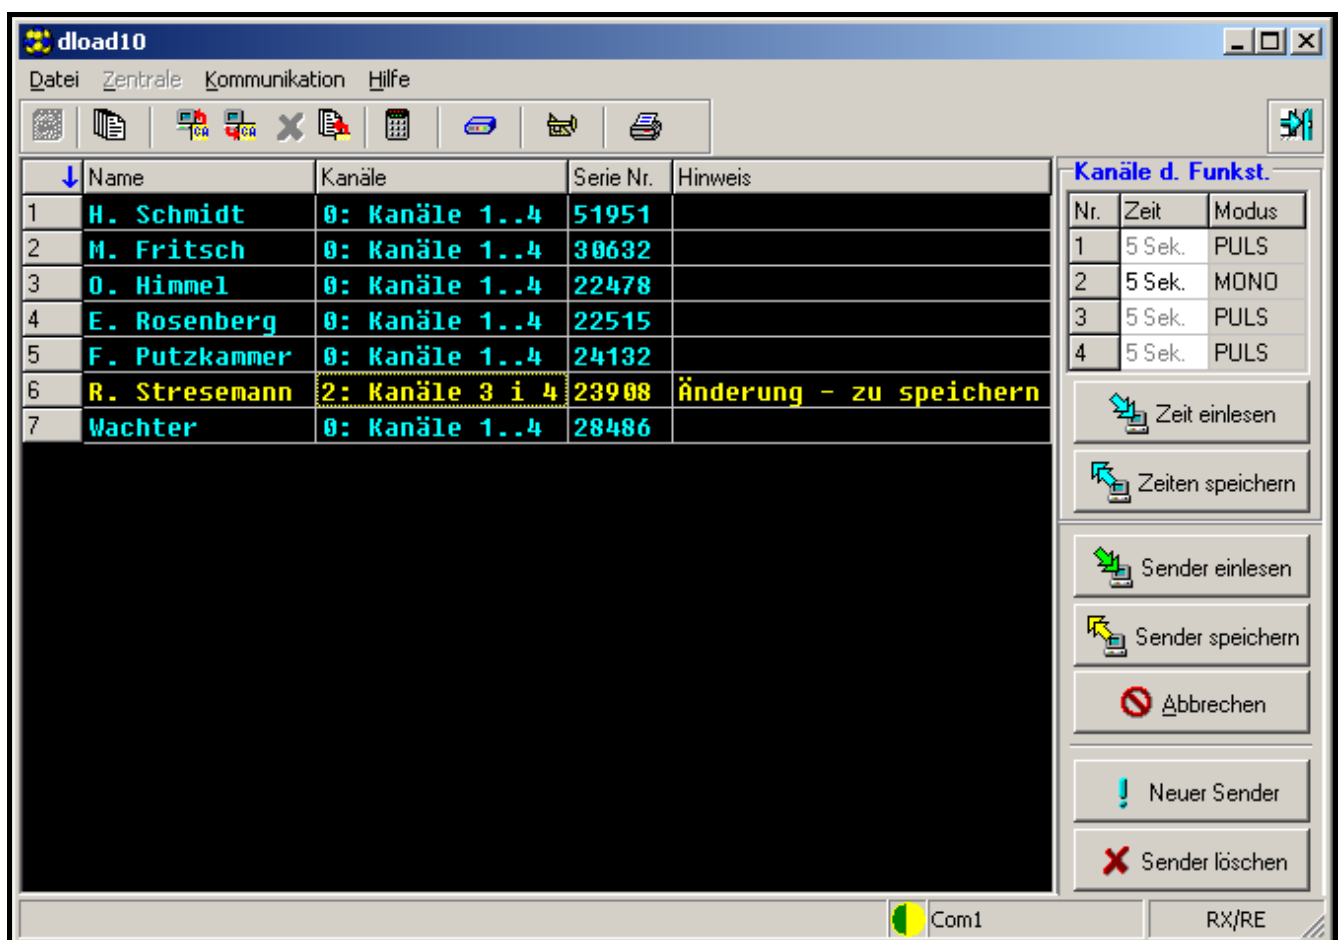 dload10
Datei Zentrale Kommunikation Hilfe
CA CA
Name Kanäle Serie Nr. Hinweis
1 H. Schmidt 0: Kanäle 1..4 51951
2 M. Fritsch 0: Kanäle 1..4 30632
3 O. Himmel 0: Kanäle 1..4 22478
4 E. Rosenberg 0: Kanäle 1..4 22515
5 F. Putzkammer 0: Kanäle 1..4 24132
6 R. Stresemann 2: Kanäle 3 i 4 23908 Änderung - zu speichern
7 Wachter 0: Kanäle 1..4 28486
Kanäle d. Funkst.
Nr. Zeit Modus
1 5 Sek. PULS
2 5 Sek. MONO
3 5 Sek. PULS
4 5 Sek. PULS
Zeit einlesen
Zeiten speichern
Sender einlesen
Sender speichern
Abbrechen
Neuer Sender
Sender löschen
Com1 RX/RE